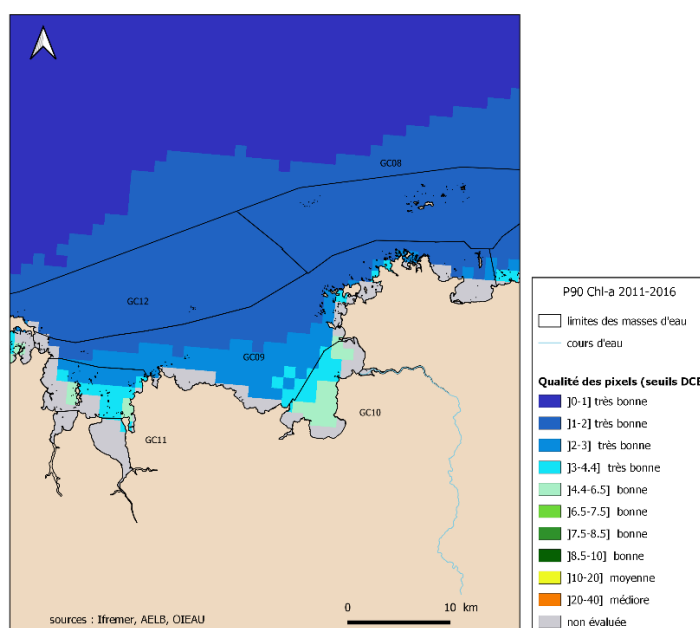 GC08
GC12
GC09
GC10
GC11
sources : Ifremer, AELB, OIEAU
0 10 km
P90 Chl-a 2011-2016
limites des masses d'eau
cours d'eau
Qualité des pixels (seuils DCE
]0-1] très bonne
]1-2] très bonne
]2-3] très bonne
]3-4.4] très bonne
]4.4-6.5] bonne
]6.5-7.5] bonne
]7.5-8.5] bonne
]8.5-10] bonne
]10-20] moyenne
]20-40] médiore
non évaluée